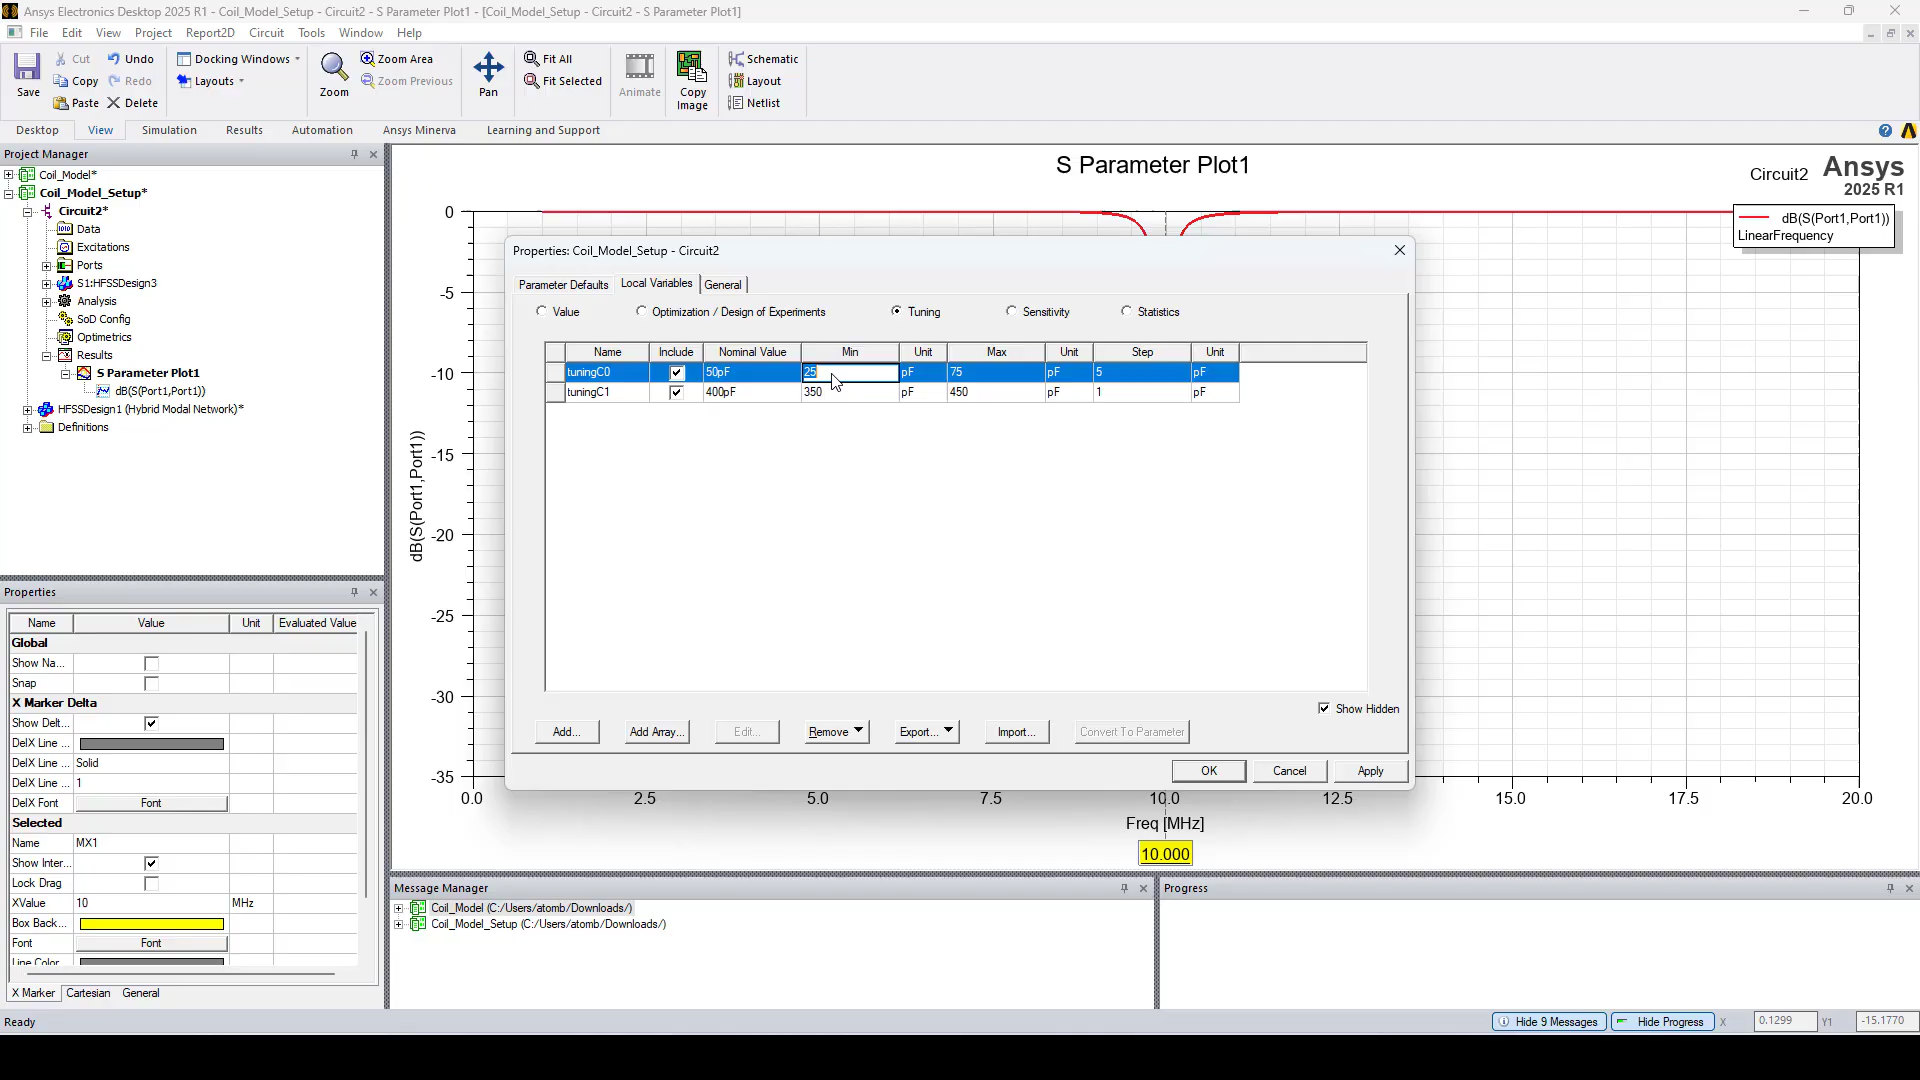 Ansys Electronics Desktop 2025 R1 - Coil_Model_Setup - Circuit2 - S Parameter Plot1 - [Coil_Model_Setup - Circuit2 - S Parameter Plot1]
File Edit View Project Report2D Circuit Tools Window Help
Save
Cut
Copy
Paste
Undo
Redo
Delete
Docking Windows
Layouts
Zoom
Zoom Area
Zoom Previous
Pan
Fit All
Fit Selected
Animate
Copy Image
Schematic
Layout
Netlist
Desktop View Simulation Results Automation Ansys Minerva Learning and Support
Project Manager
Coil_Model*
Coil_Model_Setup*
Circuit2*
Data
Excitations
Ports
S1:HFSSDesign3
Analysis
SoD Config
Optimetrics
Results
S Parameter Plot1
dB(S(Port1,Port1))
HFSSDesign1 (Hybrid Modal Network)*
Definitions
Properties
Name Value Unit Evaluated Value
Global
Show Na...
Snap
X Marker Delta
Show Delt...
DelX Line ...
DelX Line ... Solid
DelX Line ... 1
DelX Font Font
Selected
Name MX1
Show Inter...
Lock Drag
XValue 10 MHz
Box Back...
Font Font
Line Color
X Marker Cartesian General
S Parameter Plot1
Circuit2
Ansys
2025 R1
dB(S(Port1,Port1))
LinearFrequency
0
-5
-10
-15
-20
-25
-30
-35
dB(S(Port1,Port1))
0.0 2.5 5.0 7.5 10.0 12.5 15.0 17.5 20.0
Freq [MHz]
10.000
Properties: Coil_Model_Setup - Circuit2
Parameter Defaults Local Variables General
Value Optimization / Design of Experiments Tuning Sensitivity Statistics
Name Include Nominal Value Min Unit Max Unit Step Unit
tuningC0 50pF 25 pF 75 pF 5 pF
tuningC1 400pF 350 pF 450 pF 1 pF
Show Hidden
Add... Add Array... Edit... Remove Export... Import... Convert To Parameter
OK Cancel Apply
Message Manager
Coil_Model (C:/Users/atomb/Downloads/)
Coil_Model_Setup (C:/Users/atomb/Downloads/)
Progress
Ready
Hide 9 Messages Hide Progress X 0.1299 Y1 -15.1770